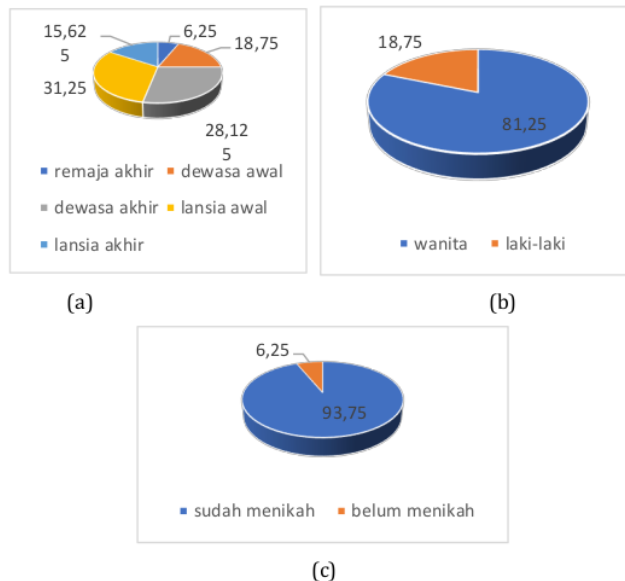 15,62
5
6,25
18,75
31,25
28,12
5
remaja akhir dewasa awal
dewasa akhir lansia awal
lansia akhir
(a)
18,75
81,25
wanita laki-laki
(b)
6,25
93,75
sudah menikah belum menikah
(c)